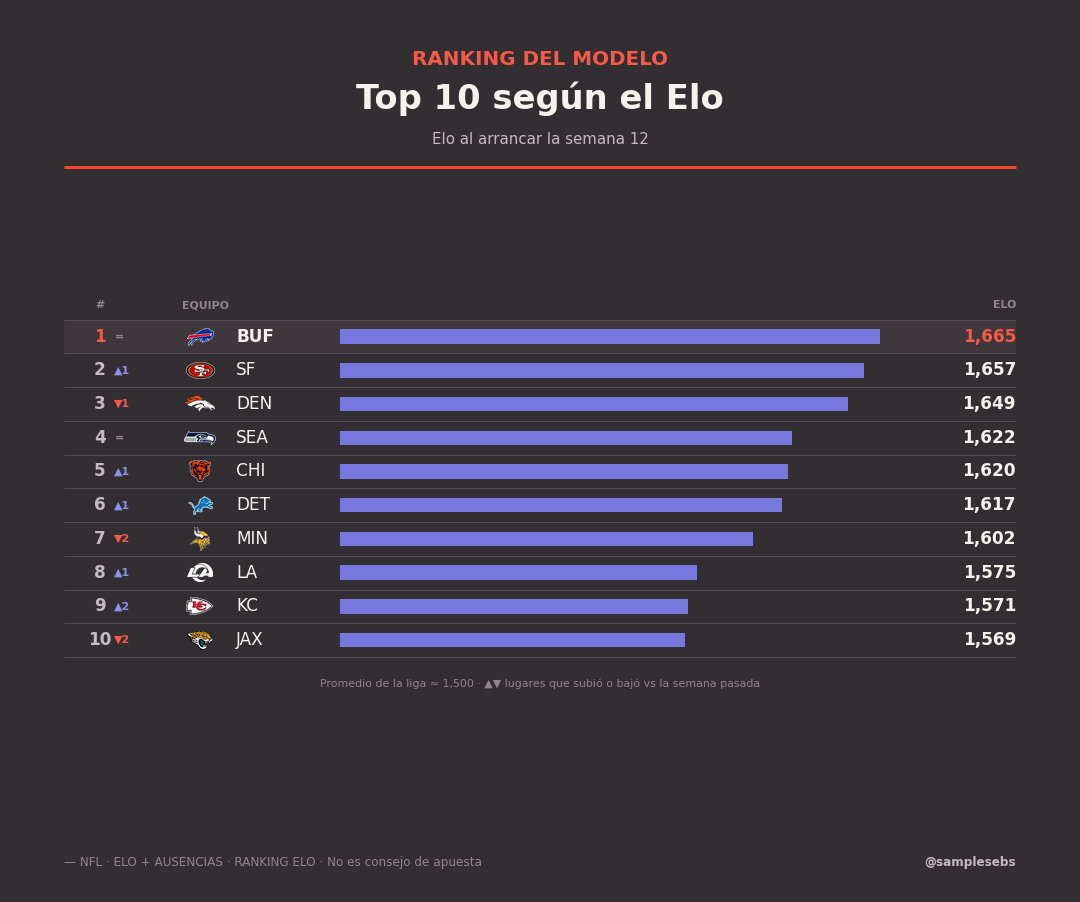 RANKING DEL MODELO
Top 10 según el Elo
Elo al arrancar la semana 12
# EQUIPO ELO
1 = BUF 1,665
2 ▲1 SF 1,657
3 ▼1 DEN 1,649
4 = SEA 1,622
5 ▲1 CHI 1,620
6 ▲1 DET 1,617
7 ▼2 MIN 1,602
8 ▲1 LA 1,575
9 ▲2 KC 1,571
10 ▼2 JAX 1,569
Promedio de la liga ≈ 1,500 · ▲▼ lugares que subió o bajó vs la semana pasada
— NFL · ELO + AUSENCIAS · RANKING ELO · No es consejo de apuesta @samplesebs